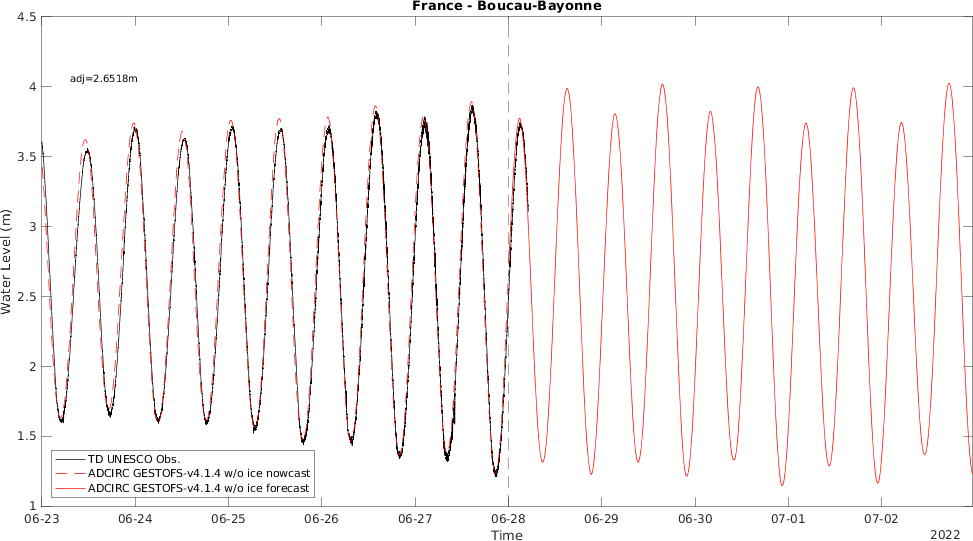 France - Boucau-Bayonne
4.5
4
3.5
3
2.5
2
1.5
1
Water Level (m)
adj=2.6518m
TD UNESCO Obs.
ADCIRC GESTOFS-v4.1.4 w/o ice nowcast
ADCIRC GESTOFS-v4.1.4 w/o ice forecast
06-23 06-24 06-25 06-26 06-27 06-28 06-29 06-30 07-01 07-02
Time
2022